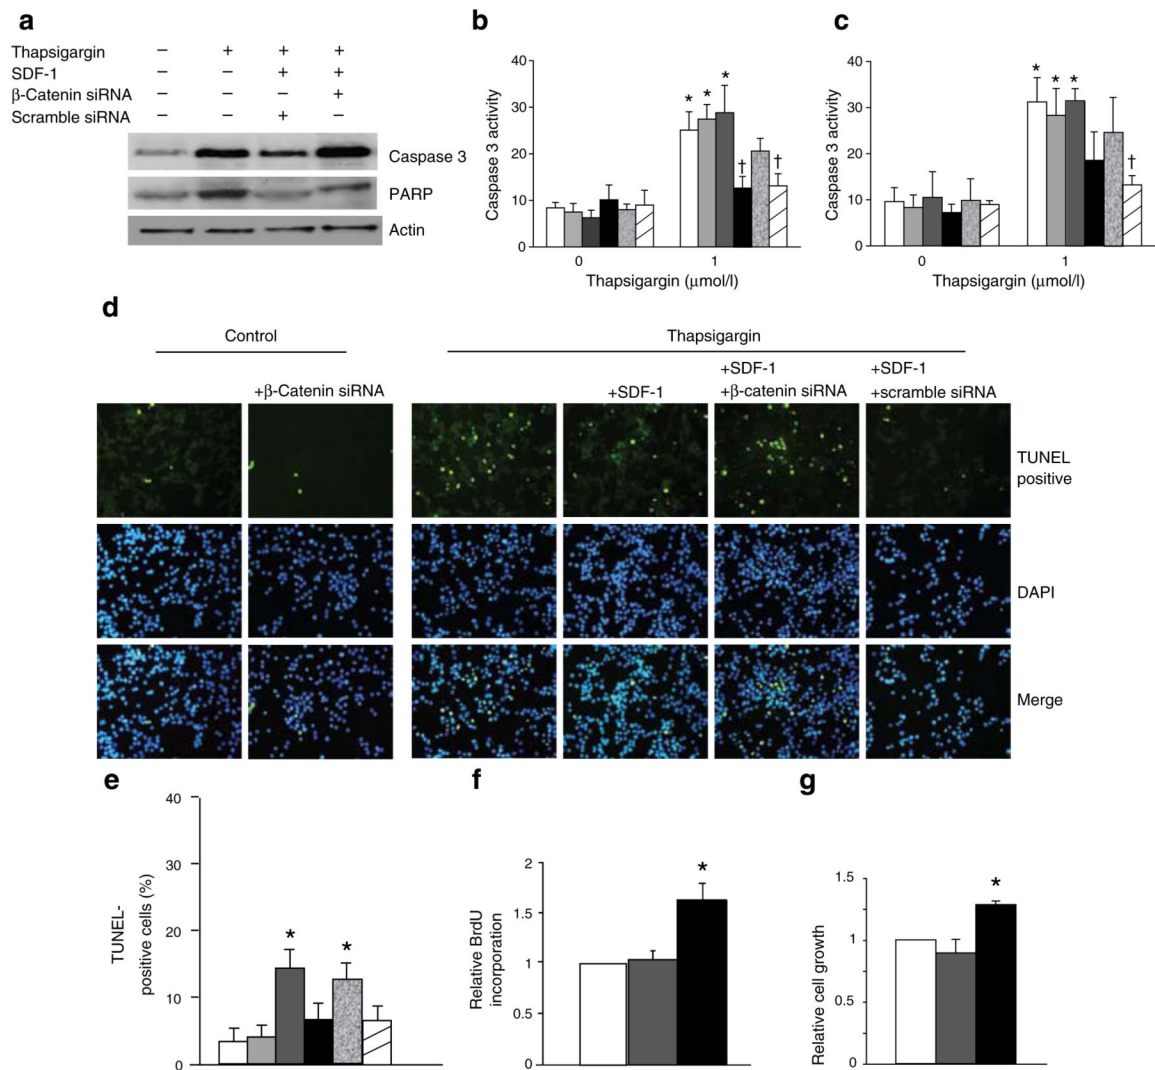 a
Thapsigargin – + + +
SDF-1 – – + +
β-Catenin siRNA – – – +
Scramble siRNA – – + –
Caspase 3
PARP
Actin
b
Caspase 3 activity
40
30
20
10
0
* * * † †
0 1
Thapsigargin (μmol/l)
c
Caspase 3 activity
40
30
20
10
0
* * * †
0 1
Thapsigargin (μmol/l)
d
Control
Thapsigargin
+β-Catenin siRNA
+SDF-1
+SDF-1
+β-catenin siRNA
+SDF-1
+scramble siRNA
TUNEL
positive
DAPI
Merge
e
TUNEL-
positive cells (%)
40
30
20
10
0
* *
f
Relative BrdU
incorporation
2
1.5
1
0.5
0
*
g
Relative cell growth
1.5
1
0.5
0
*